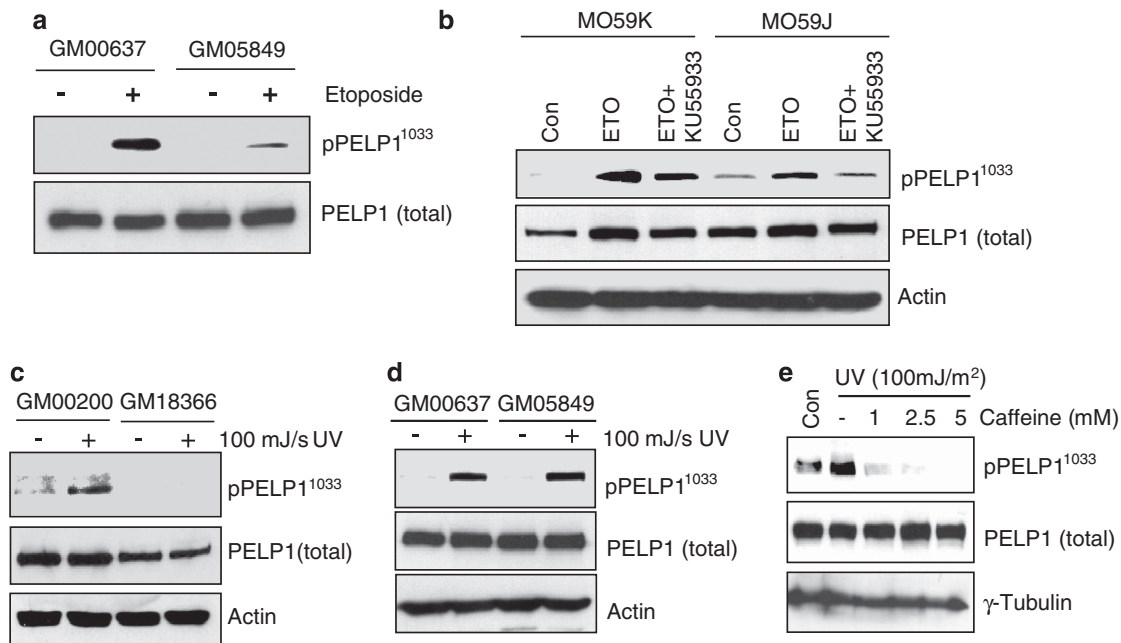 a
GM00637 GM05849
- + - + Etoposide
pPELP1¹⁰³³
PELP1 (total)
b
MO59K MO59J
Con ETO ETO+ KU55933 Con ETO ETO+ KU55933
pPELP1¹⁰³³
PELP1 (total)
Actin
c
GM00200 GM18366
- + - + 100 mJ/s UV
pPELP1¹⁰³³
PELP1(total)
Actin
d
GM00637 GM05849
- + - + 100 mJ/s UV
pPELP1¹⁰³³
PELP1 (total)
Actin
e
UV (100mJ/m²)
Con - 1 2.5 5 Caffeine (mM)
pPELP1¹⁰³³
PELP1 (total)
γ-Tubulin